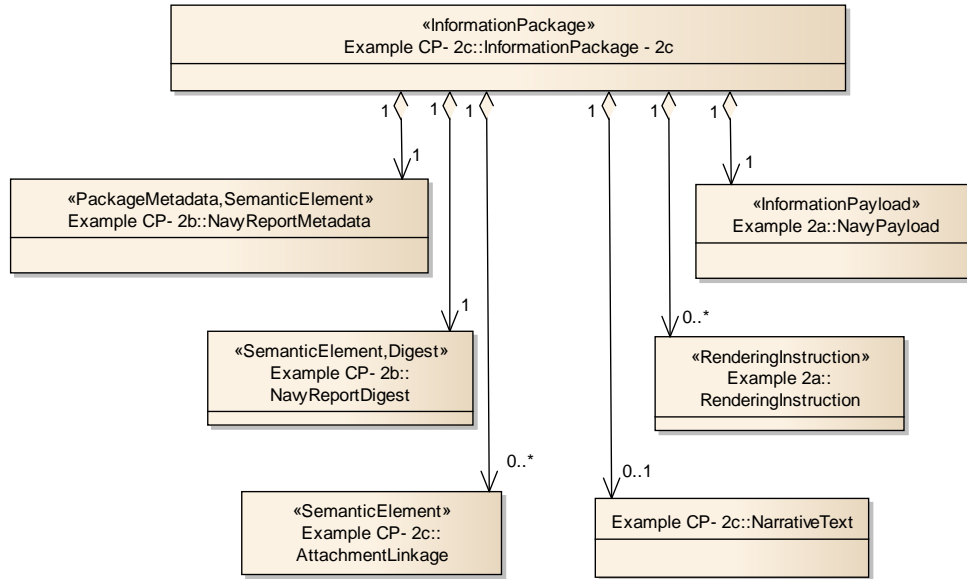 «InformationPackage»
Example CP- 2c::InformationPackage - 2c
1
1
1
1
1
1
1
1
«PackageMetadata,SemanticElement»
Example CP- 2b::NavyReportMetadata
«InformationPayload»
Example 2a::NavyPayload
1
0..*
«SemanticElement,Digest»
Example CP- 2b::
NavyReportDigest
«RenderingInstruction»
Example 2a::
RenderingInstruction
0..*
0..1
«SemanticElement»
Example CP- 2c::
AttachmentLinkage
Example CP- 2c::NarrativeText